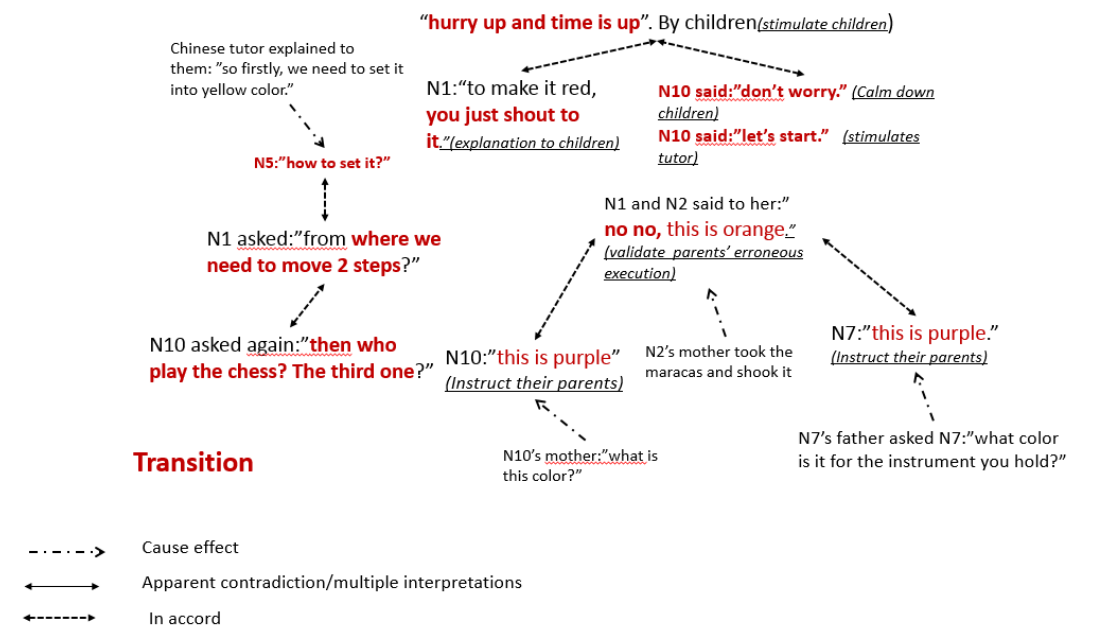 “hurry up and time is up”. By children(stimulate children)
Chinese tutor explained to
them: ”so firstly, we need to set it
into yellow color.”
N5:”how to set it?”
N1 asked:”from where we
need to move 2 steps?”
N10 asked again:”then who
play the chess? The third one?”
N1:“to make it red,
you just shout to
it.”(explanation to children)
N10 said:”don’t worry.” (Calm down
children)
N10 said:”let’s start.” (stimulates
tutor)
N1 and N2 said to her:”
no no, this is orange.”
(validate parents’ erroneous
execution)
N10:”this is purple”
(Instruct their parents)
N2’s mother took the
maracas and shook it
N7:”this is purple.”
(Instruct their parents)
N10’s mother:”what is
this color?”
N7’s father asked N7:”what color
is it for the instrument you hold?”
Transition
Cause effect
Apparent contradiction/multiple interpretations
In accord